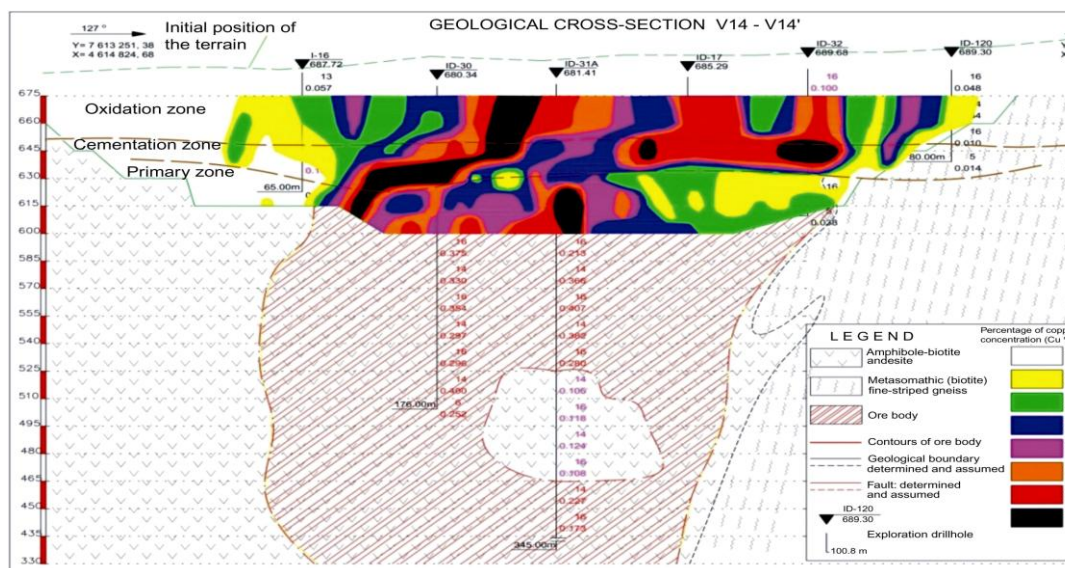 GEOLOGICAL CROSS-SECTION V14 - V14'
127 °
Y= 7 613 251, 38
X= 4 614 824, 68
Initial position of
the terrain
I-16
687.72
ID-30
680.34
ID-31A
681.41
ID-17
685.29
ID-32
689.68
ID-120
689.30
13
0.057
16
0.100
16
0.048
Oxidation zone
Cementation zone
Primary zone
65.00m
80.00m
16
0.010
5
0.014
16
0.375
14
0.330
16
0.354
14
0.297
16
0.296
14
0.400
6
0.252
176.00m
16
0.213
14
0.366
16
0.407
14
0.362
16
0.280
14
0.106
16
0.118
14
0.124
16
0.108
14
0.227
16
0.173
345.00m
675
660
645
630
615
600
585
570
555
540
525
510
495
480
465
450
435
330
LEGEND
Amphibole-biotite
andesite
Metasomathic (biotite)
fine-striped gneiss
Ore body
Contours of ore body
Geological boundary
determined and assumed
Fault: determined
and assumed
ID-120
689.30
100.8 m
Exploration drillhole
Percentage of copp
concentration (Cu